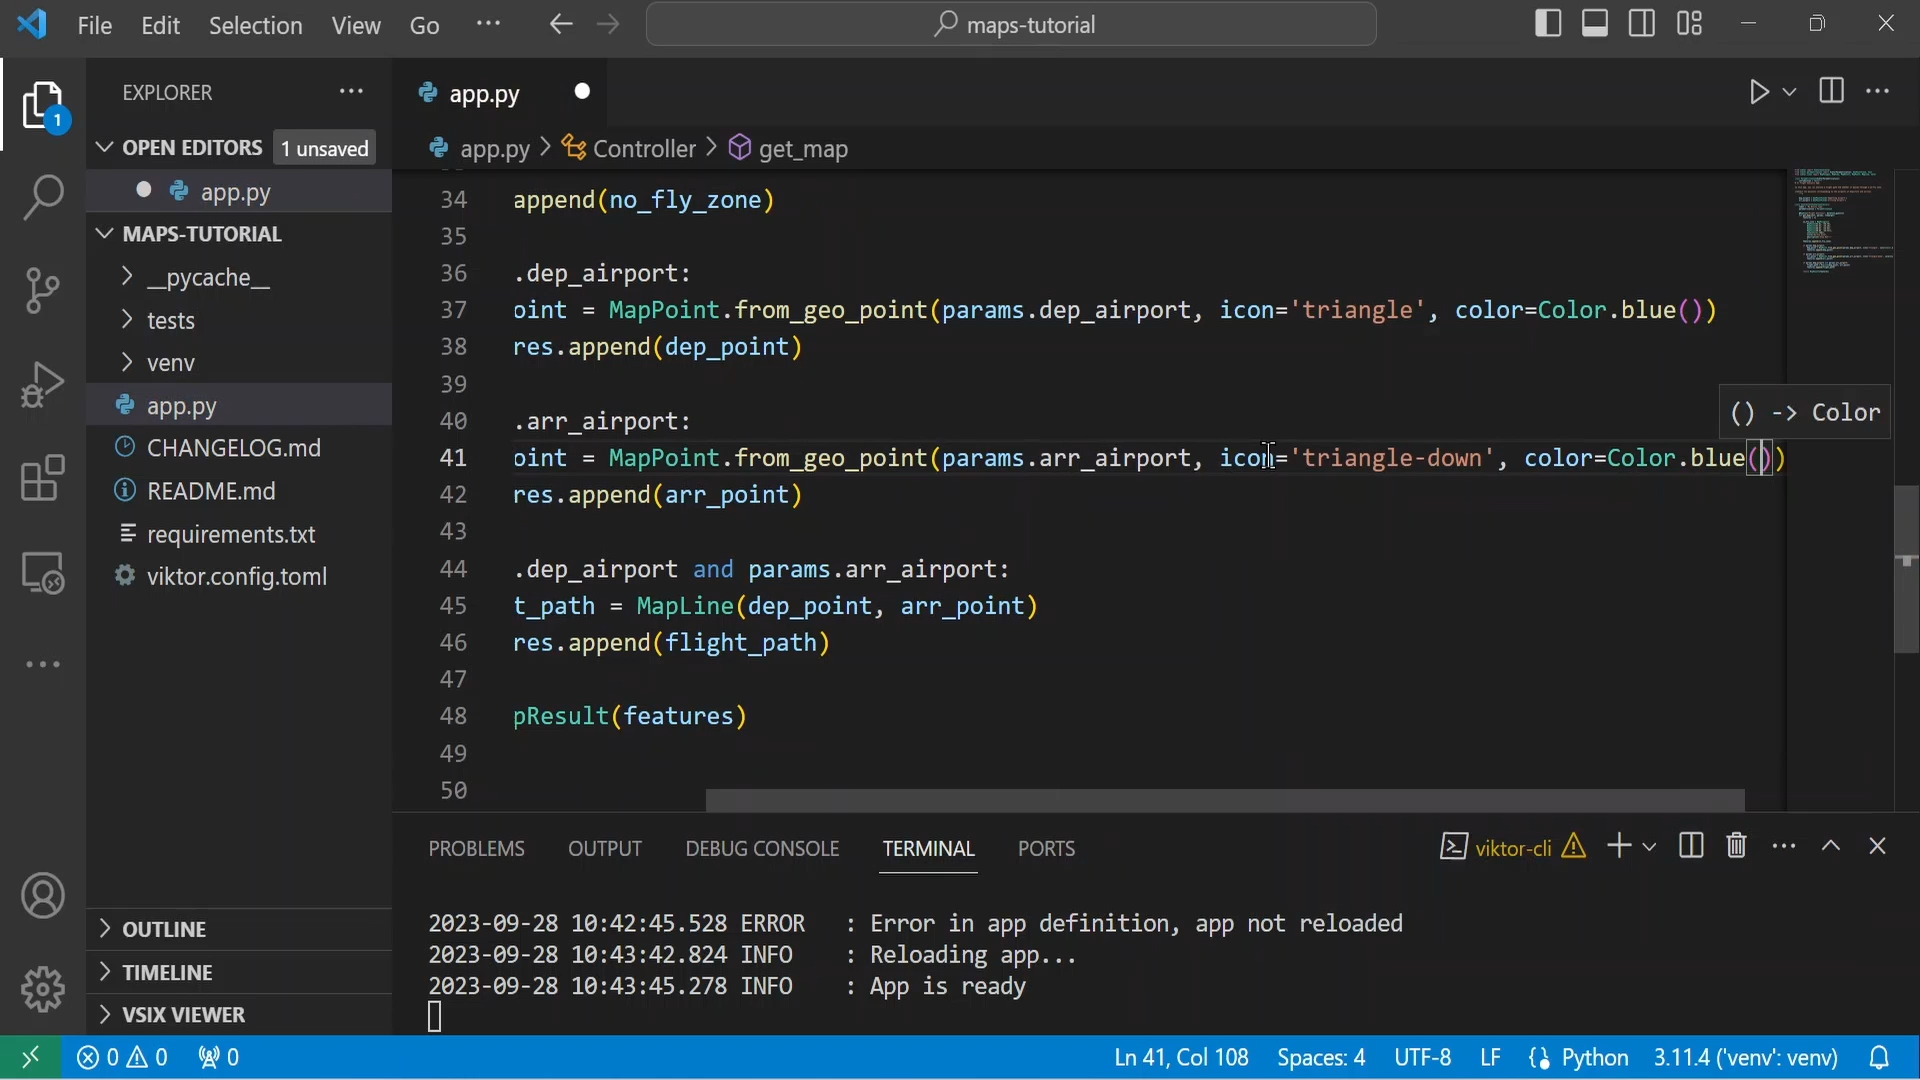 File Edit Selection View Go ··· maps-tutorial
EXPLORER ···
OPEN EDITORS 1 unsaved
app.py
MAPS-TUTORIAL
__pycache__
tests
venv
app.py
CHANGELOG.md
README.md
requirements.txt
viktor.config.toml
OUTLINE
TIMELINE
VSIX VIEWER
1
app.py
app.py > Controller > get_map
34 append(no_fly_zone)
35
36 .dep_airport:
37 oint = MapPoint.from_geo_point(params.dep_airport, icon='triangle', color=Color.blue())
38 res.append(dep_point)
39
40 .arr_airport:
41 oint = MapPoint.from_geo_point(params.arr_airport, icon='triangle-down', color=Color.blue())
42 res.append(arr_point)
43
44 .dep_airport and params.arr_airport:
45 t_path = MapLine(dep_point, arr_point)
46 res.append(flight_path)
47
48 pResult(features)
49
50
() -> Color
PROBLEMS OUTPUT DEBUG CONSOLE TERMINAL PORTS viktor-cli
2023-09-28 10:42:45.528 ERROR : Error in app definition, app not reloaded
2023-09-28 10:43:42.824 INFO : Reloading app...
2023-09-28 10:43:45.278 INFO : App is ready
0 0 0 Ln 41, Col 108 Spaces: 4 UTF-8 LF Python 3.11.4 ('venv': venv)